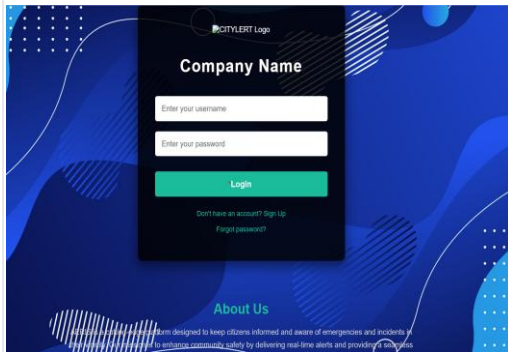 CITYLERT Logo
Company Name
Enter your username
Enter your password
Login
Don't have an account? Sign Up
Forgot password?
About Us
platform designed to keep citizens informed and aware of emergencies and incidents in
to enhance community safety by delivering real-time alerts and providing a seamless